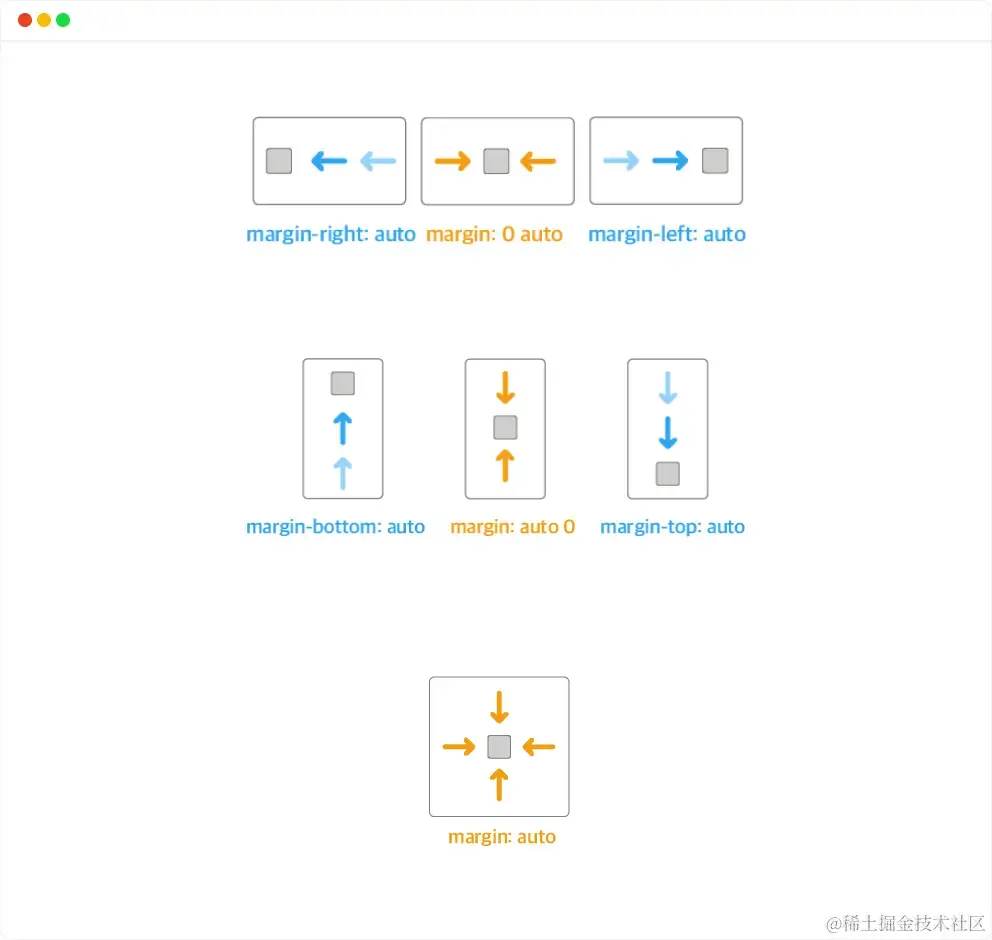 margin-right: auto margin: 0 auto margin-left: auto
margin-bottom: auto margin: auto 0 margin-top: auto
margin: auto
@稀土掘金技术社区